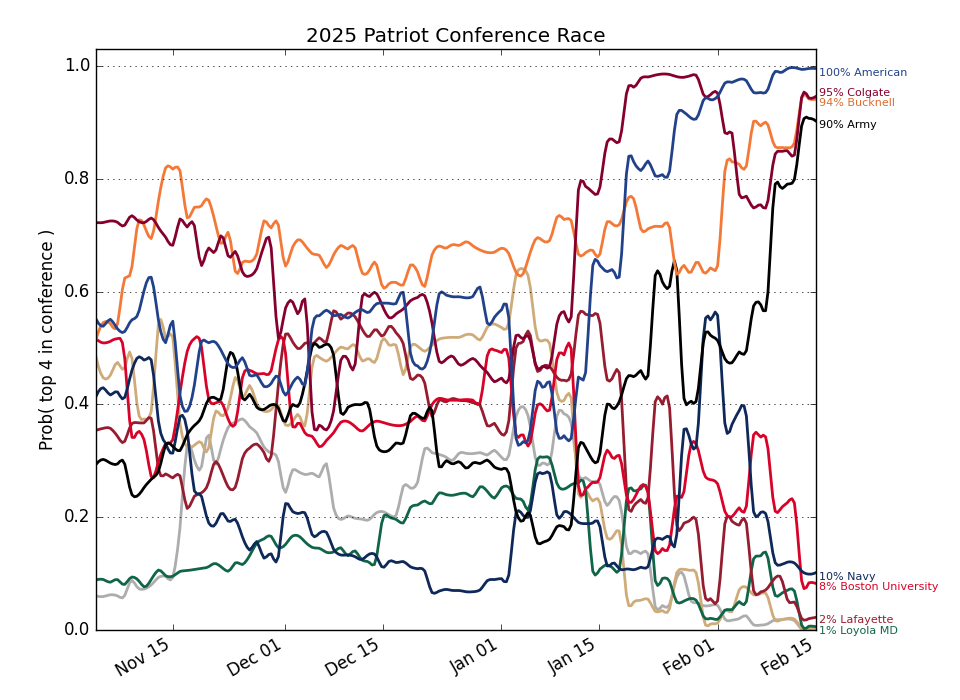 2025 Patriot Conference Race
Prob( top 4 in conference )
1.0
0.8
0.6
0.4
0.2
0.0
Nov 15
Dec 01
Dec 15
Jan 01
Jan 15
Feb 01
Feb 15
100% American
95% Colgate
94% Bucknell
90% Army
10% Navy
8% Boston University
2% Lafayette
1% Loyola MD